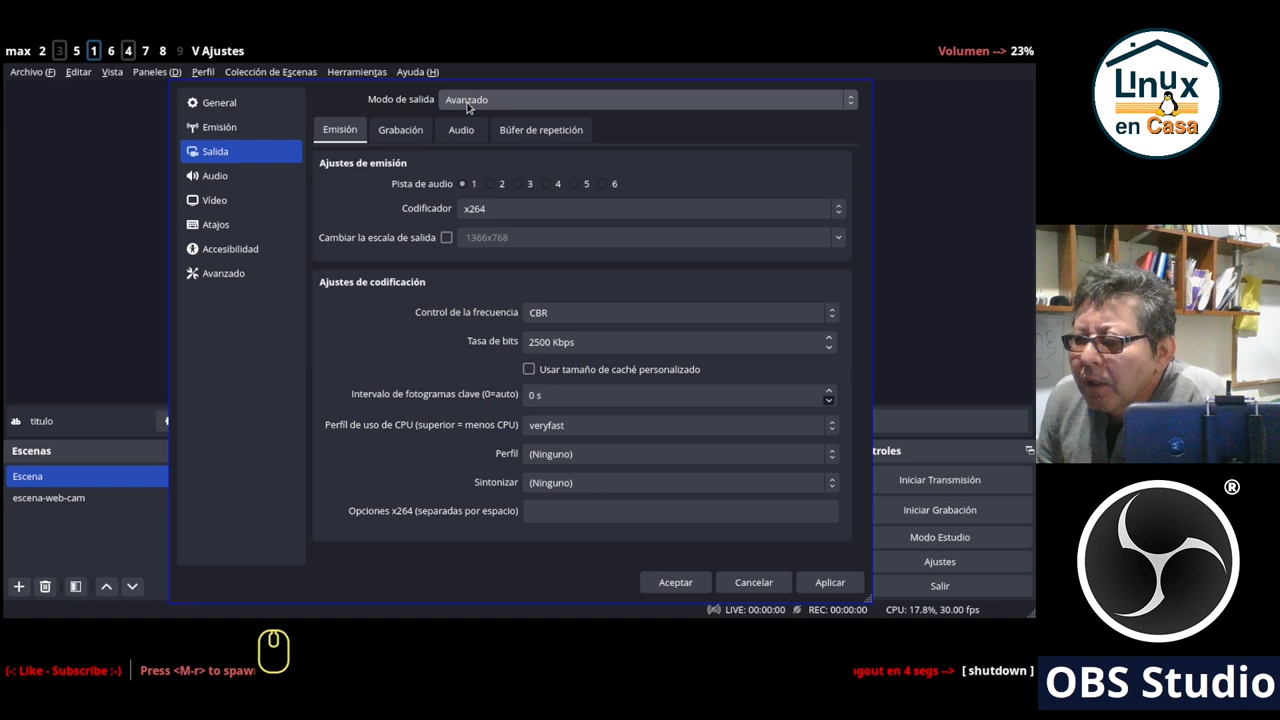 max 2 3 5 1 6 4 7 8 9 V Ajustes
Volumen --> 23%
Archivo (F) Editar Vista Paneles (D) Perfil Colección de Escenas Herramientas Ayuda (H)
General
Emisión
Salida
Audio
Vídeo
Atajos
Accesibilidad
Avanzado
Modo de salida Avanzado
Emisión Grabación Audio Búfer de repetición
Ajustes de emisión
Pista de audio 1 2 3 4 5 6
Codificador x264
Cambiar la escala de salida 1366x768
Ajustes de codificación
Control de la frecuencia CBR
Tasa de bits 2500 Kbps
Usar tamaño de caché personalizado
Intervalo de fotogramas clave (0=auto) 0 s
Perfil de uso de CPU (superior = menos CPU) veryfast
Perfil (Ninguno)
Sintonizar (Ninguno)
Opciones x264 (separadas por espacio)
Aceptar Cancelar Aplicar
ab titulo
Escenas
Escena
escena-web-cam
troles
Iniciar Transmisión
Iniciar Grabación
Modo Estudio
Ajustes
Salir
LIVE: 00:00:00 REC: 00:00:00 CPU: 17.8%, 30.00 fps
(-: Like - Subscribe :-) Press <M-r> to spaw
ogout en 4 segs --> [ shutdown ]
LInux
en Casa
®
OBS Studio